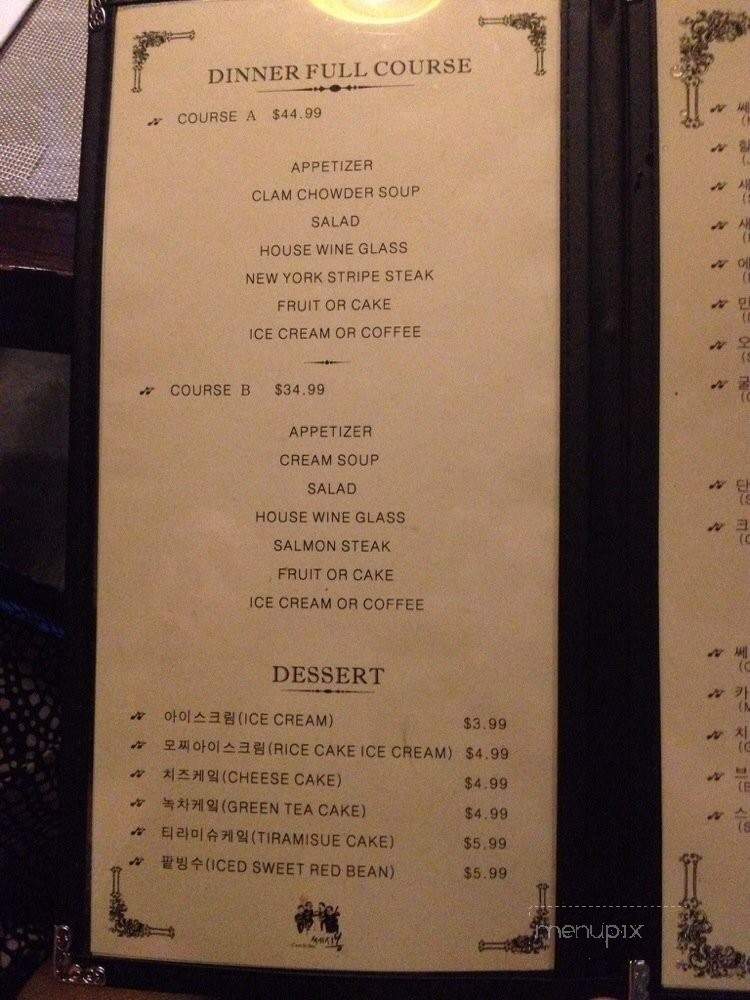 DINNER FULL COURSE
COURSE A $44.99
APPETIZER
CLAM CHOWDER SOUP
SALAD
HOUSE WINE GLASS
NEW YORK STRIPE STEAK
FRUIT OR CAKE
ICE CREAM OR COFFEE
COURSE B $34.99
APPETIZER
CREAM SOUP
SALAD
HOUSE WINE GLASS
SALMON STEAK
FRUIT OR CAKE
ICE CREAM OR COFFEE
DESSERT
아이스크림(ICE CREAM) $3.99
모찌아이스크림(RICE CAKE ICE CREAM) $4.99
치즈케잌(CHEESE CAKE) $4.99
녹차케잌(GREEN TEA CAKE) $4.99
티라미슈케잌(TIRAMISUE CAKE) $5.99
팥빙수(ICED SWEET RED BEAN) $5.99
menupix